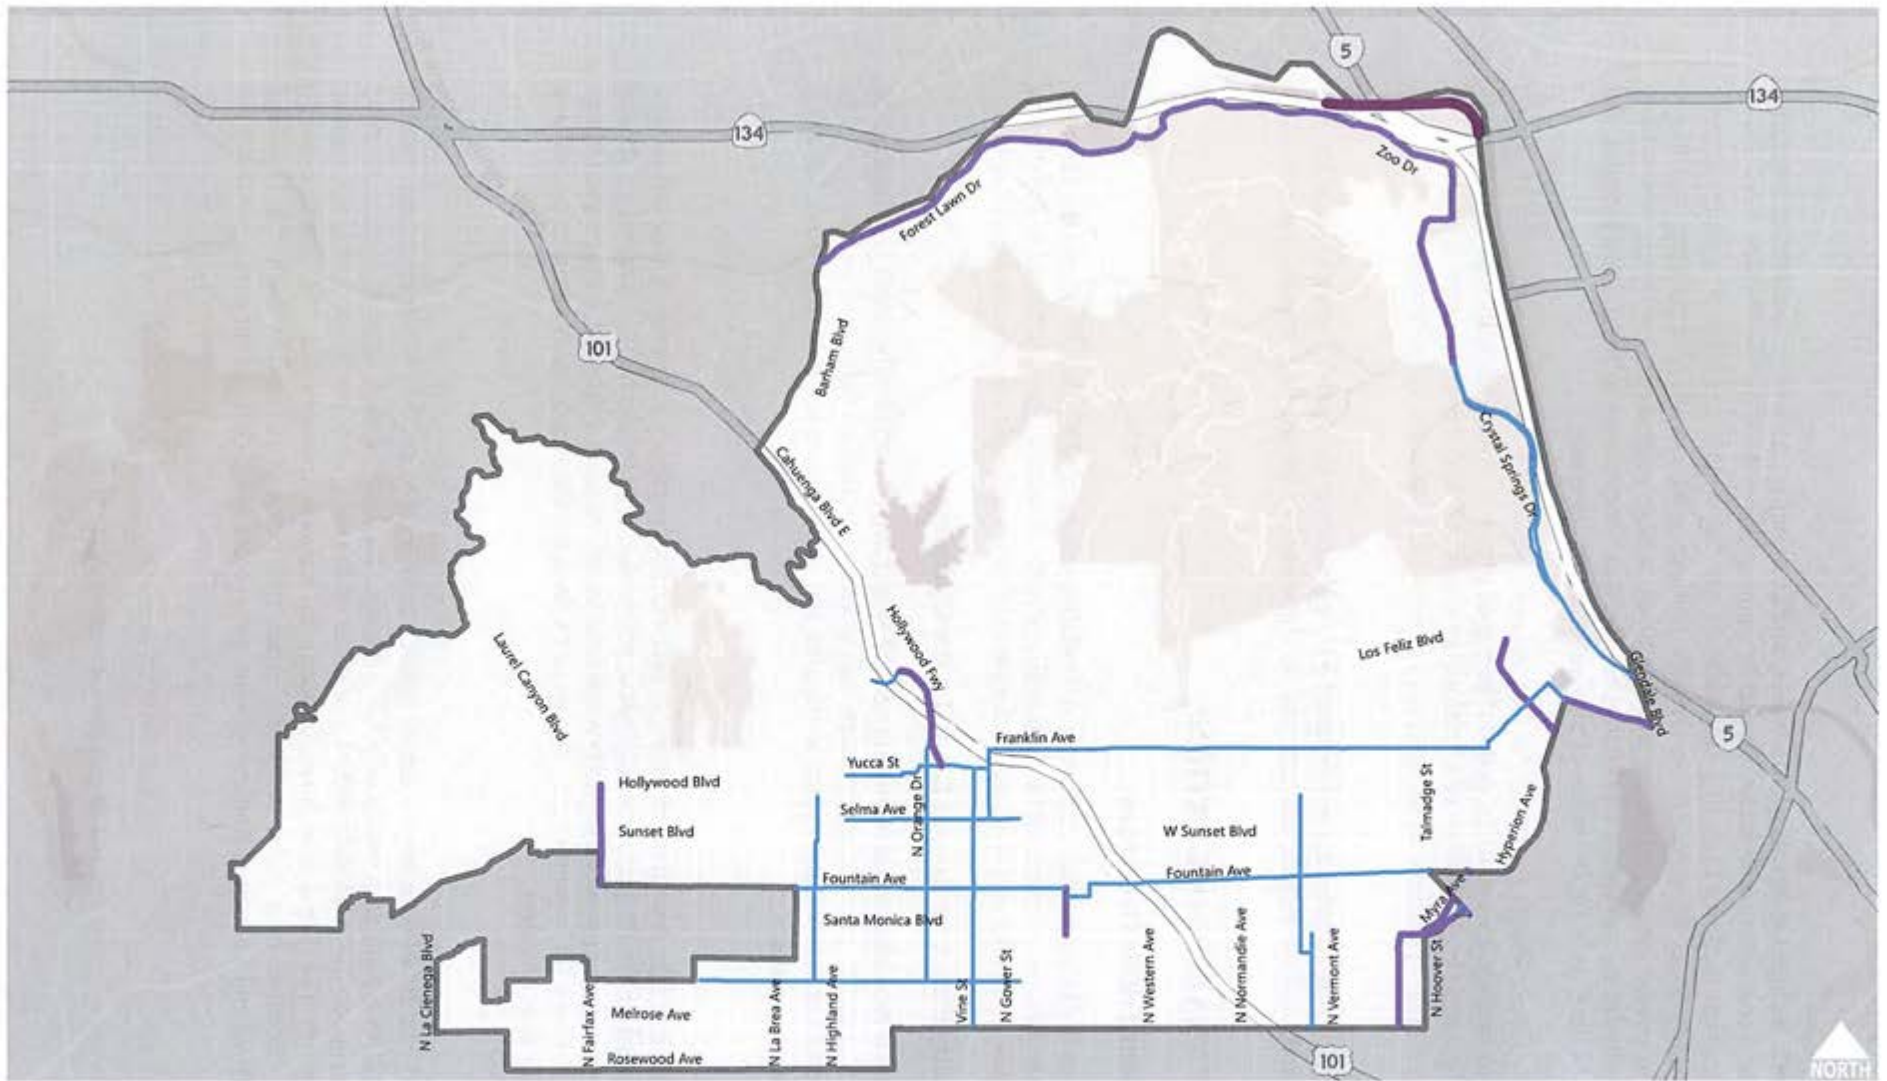 5
134
134
Zoo Dr
Forest Lawn Dr
Barham Blvd
101
Crystal Springs Dr
Cahuenga Blvd E
Hollywood Fwy
Laurel Canyon Blvd
Los Feliz Blvd
Glendale Blvd
5
Franklin Ave
Yucca St
Hollywood Blvd
N Orange Dr
Selma Ave
Talmadge St
Hyperion Ave
Sunset Blvd
W Sunset Blvd
Fountain Ave
Fountain Ave
Myra Ave
Santa Monica Blvd
N La Cienega Blvd
N Fairfax Ave
N La Brea Ave
N Highland Ave
Vine St
N Gower St
N Western Ave
N Normandie Ave
N Vermont Ave
N Hoover St
Melrose Ave
Rosewood Ave
101
NORTH